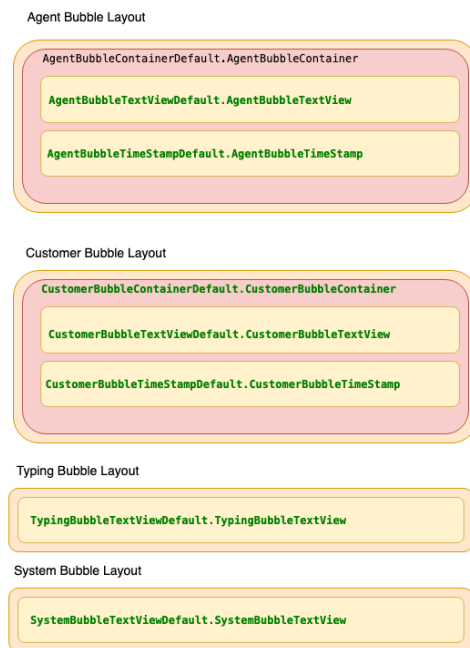 Agent Bubble Layout
AgentBubbleContainerDefault.AgentBubbleContainer
AgentBubbleTextViewDefault.AgentBubbleTextView
AgentBubbleTimeStampDefault.AgentBubbleTimeStamp
Customer Bubble Layout
CustomerBubbleContainerDefault.CustomerBubbleContainer
CustomerBubbleTextViewDefault.CustomerBubbleTextView
CustomerBubbleTimeStampDefault.CustomerBubbleTimeStamp
Typing Bubble Layout
TypingBubbleTextViewDefault.TypingBubbleTextView
System Bubble Layout
SystemBubbleTextViewDefault.SystemBubbleTextView